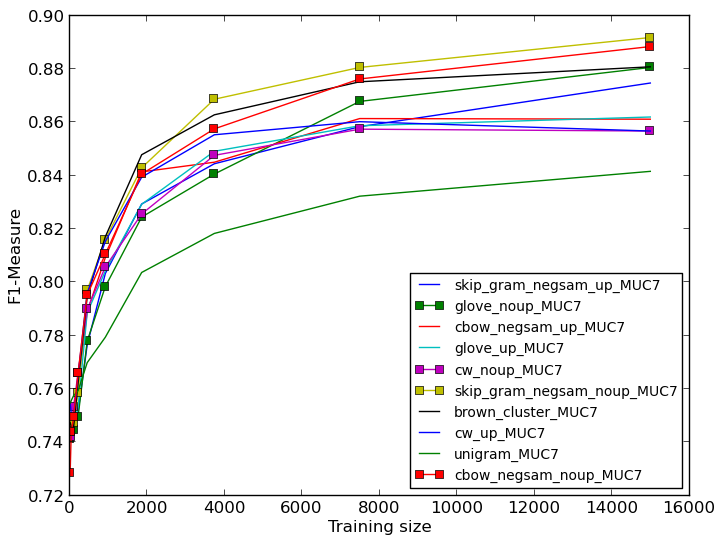 0.90
0.88
0.86
0.84
0.82
0.80
0.78
0.76
0.74
0.72
F1-Measure
skip_gram_negsam_up_MUC7
glove_noup_MUC7
cbow_negsam_up_MUC7
glove_up_MUC7
cw_noup_MUC7
skip_gram_negsam_noup_MUC7
brown_cluster_MUC7
cw_up_MUC7
unigram_MUC7
cbow_negsam_noup_MUC7
0 2000 4000 6000 8000 10000 12000 14000 16000
Training size